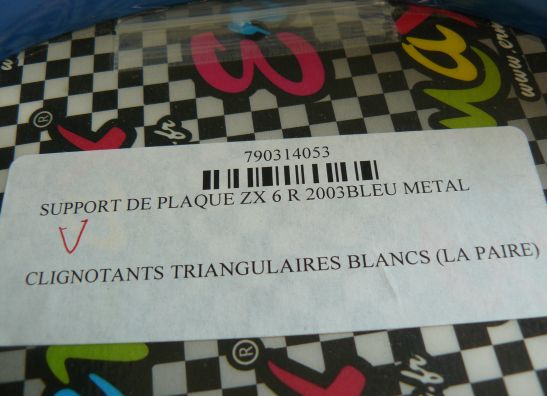 790314053
SUPPORT DE PLAQUE ZX 6 R 2003BLEU METAL
CLIGNOTANTS TRIANGULAIRES BLANCS (LA PAIRE)